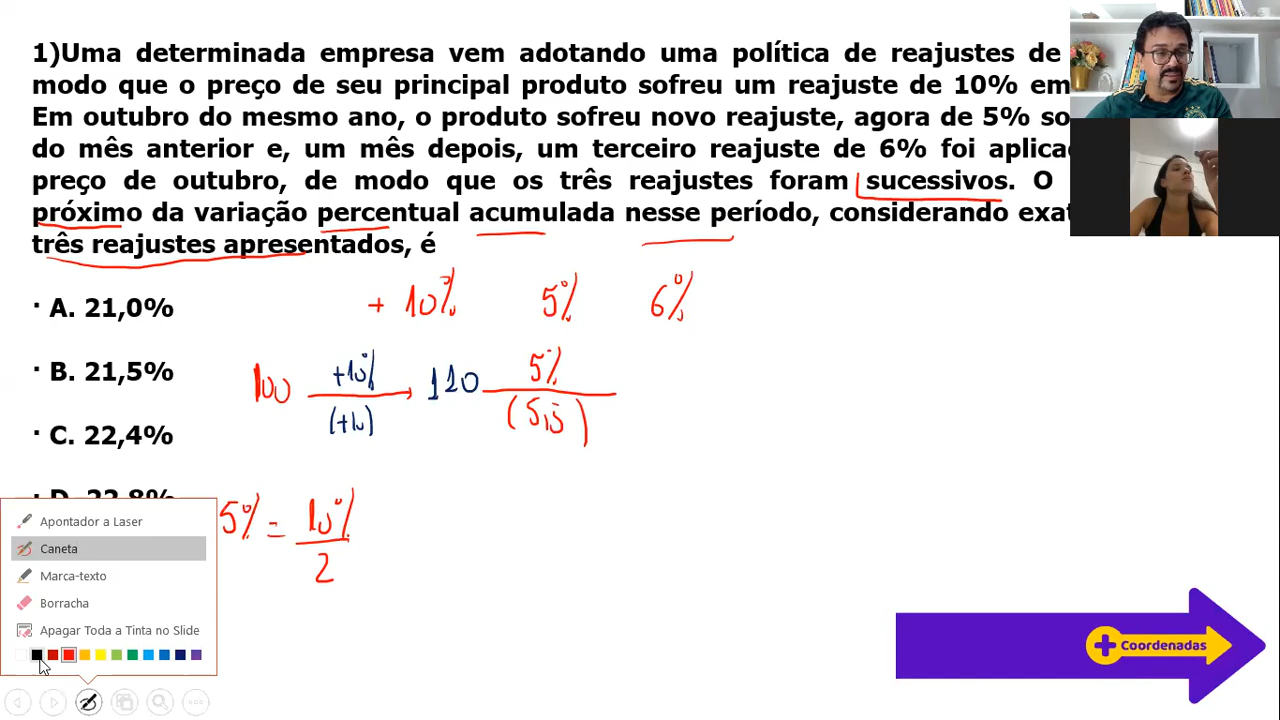 1)Uma determinada empresa vem adotando uma política de reajustes de
modo que o preço de seu principal produto sofreu um reajuste de 10% em
Em outubro do mesmo ano, o produto sofreu novo reajuste, agora de 5% so
do mês anterior e, um mês depois, um terceiro reajuste de 6% foi aplica
preço de outubro, de modo que os três reajustes foram sucessivos. O
próximo da variação percentual acumulada nesse período, considerando exat
três reajustes apresentados, é
+ 10% 5% 6%
· A. 21,0%
· B. 21,5%
100 +10% 110 5%
(+10) (5,5)
· C. 22,4%
· D. 22,8%
5% = 10%
2
Apontador a Laser
Caneta
Marca-texto
Borracha
Apagar Toda a Tinta no Slide
+ Coordenadas